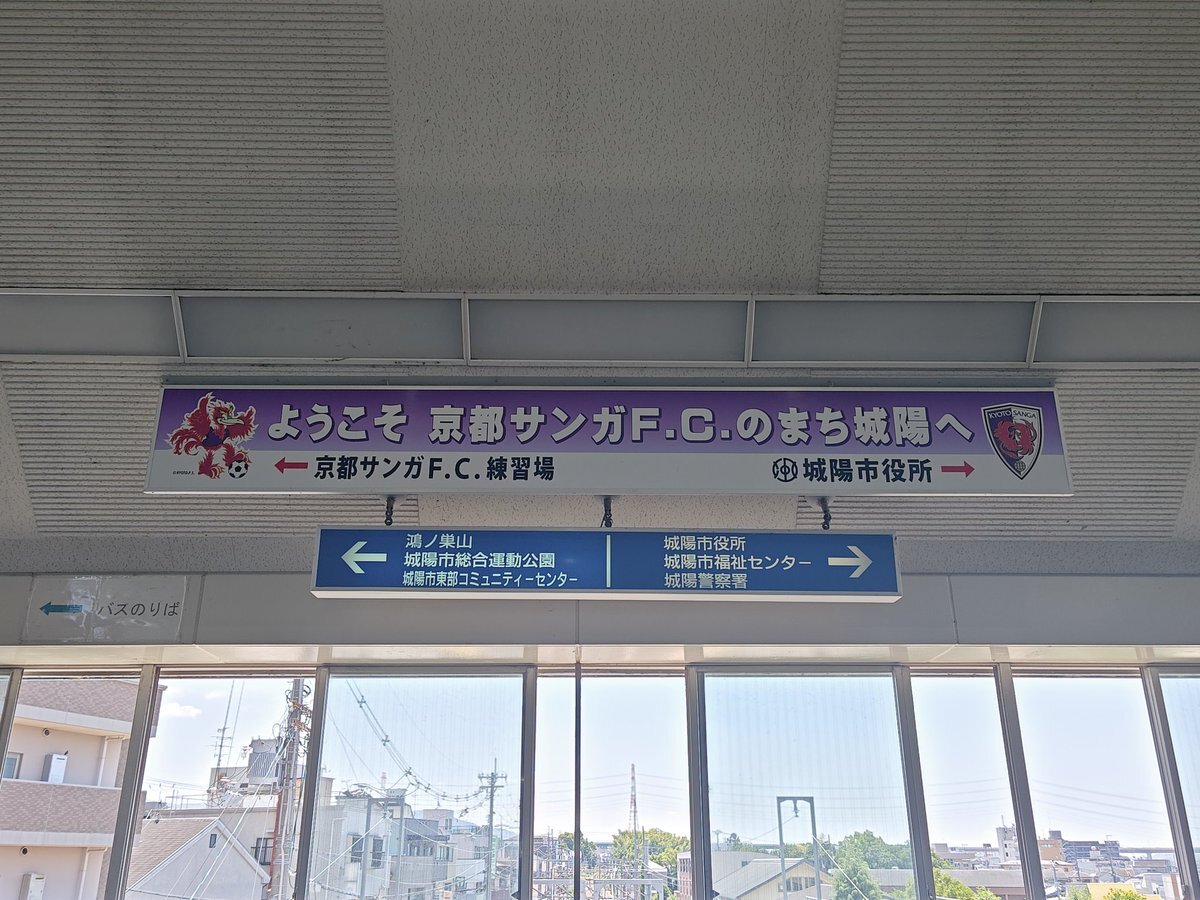 ようこそ 京都サンガF.C.のまち城陽へ
KYOTO SANGA
←京都サンガF.C.練習場
城陽市役所→
←
鴻ノ巣山
城陽市総合運動公園
城陽市東部コミュニティーセンター
城陽市役所
城陽市福祉センター
城陽警察署
→
←バスのりば